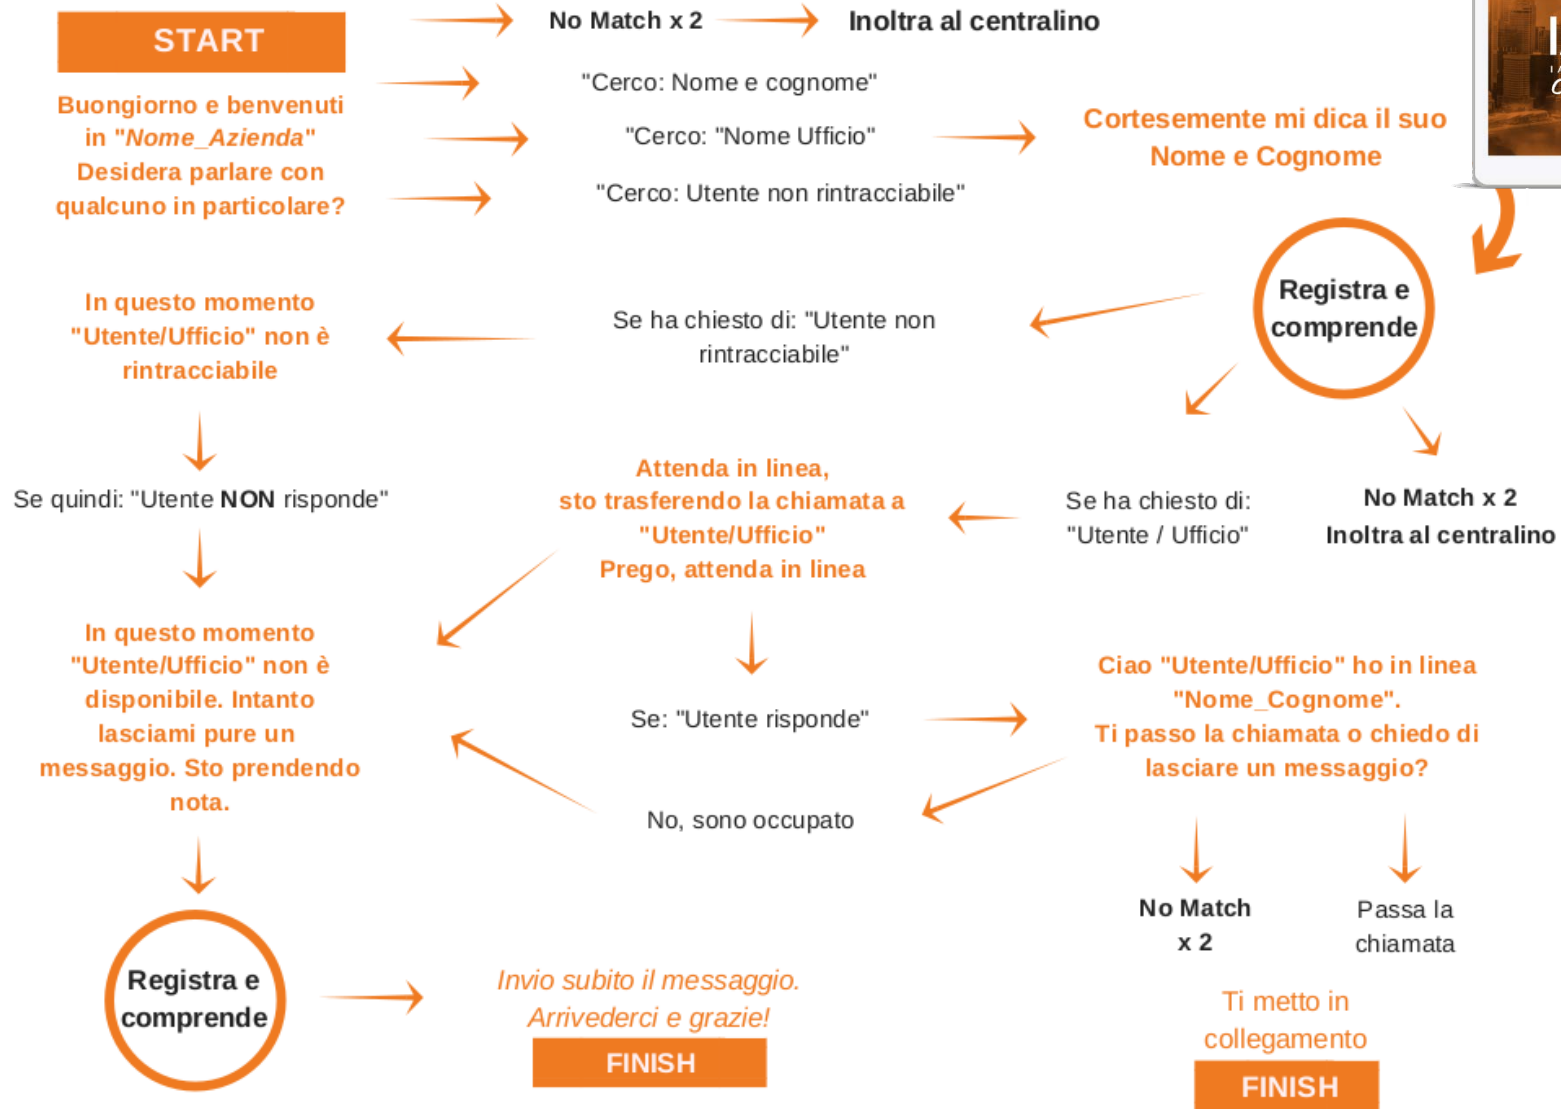 START
No Match x 2
Inoltra al centralino
Buongiorno e benvenuti
in "Nome_Azienda"
Desidera parlare con
qualcuno in particolare?
"Cerco: Nome e cognome"
"Cerco: "Nome Ufficio"
"Cerco: Utente non rintracciabile"
Cortesemente mi dica il suo
Nome e Cognome
Registra e
comprende
Se ha chiesto di: "Utente non
rintracciabile"
In questo momento
"Utente/Ufficio" non è
rintracciabile
Se quindi: "Utente NON risponde"
Attenda in linea,
sto trasferendo la chiamata a
"Utente/Ufficio"
Prego, attenda in linea
Se ha chiesto di:
"Utente / Ufficio"
No Match x 2
Inoltra al centralino
In questo momento
"Utente/Ufficio" non è
disponibile. Intanto
lasciami pure un
messaggio. Sto prendendo
nota.
Se: "Utente risponde"
Ciao "Utente/Ufficio" ho in linea
"Nome_Cognome".
Ti passo la chiamata o chiedo di
lasciare un messaggio?
No, sono occupato
No Match
x 2
Passa la
chiamata
Registra e
comprende
Invio subito il messaggio.
Arrivederci e grazie!
FINISH
Ti metto in
collegamento
FINISH